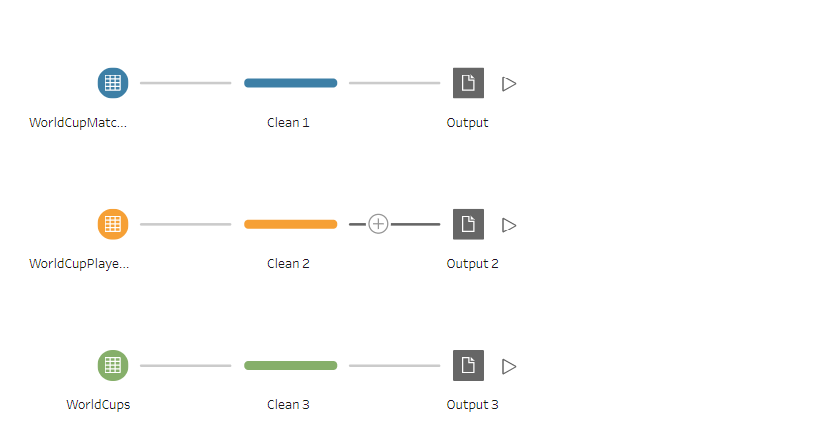 WorldCupMatc...
Clean 1
Output
WorldCupPlaye...
Clean 2
Output 2
WorldCups
Clean 3
Output 3